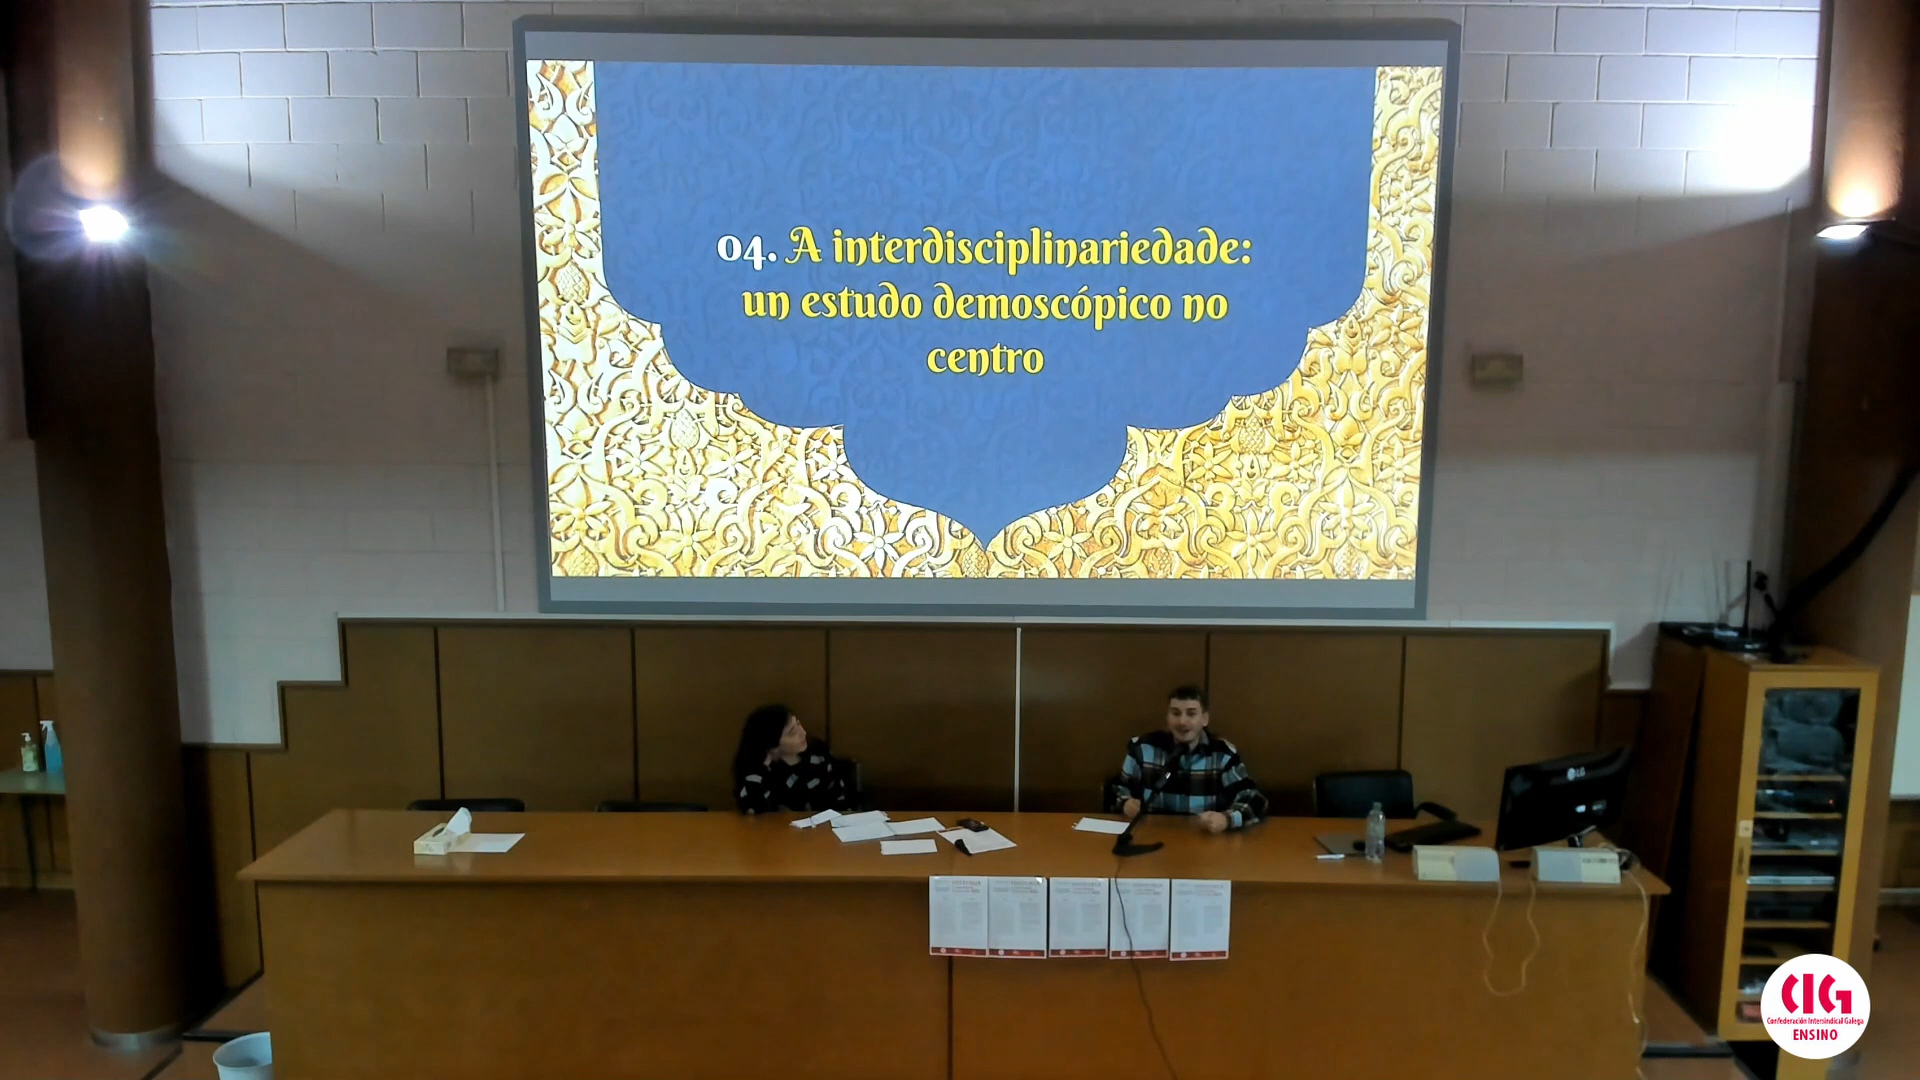 04. A interdisciplinariedade:
un estudo demoscópico no
centro
LG
CIG
Confederación Intersindical Galega
ENSINO